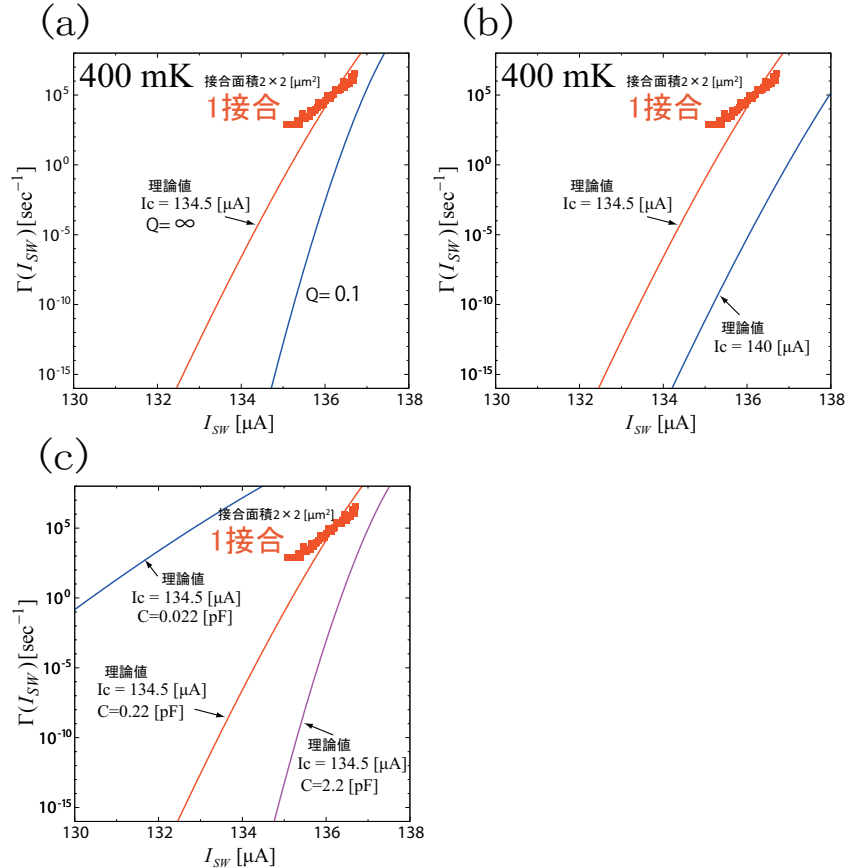 (a)
400 mK
接合面積2×2 [μm²]
1接合
理論値
Ic = 134.5 [μA]
Q= ∞
Q= 0.1
Γ(I_SW) [sec⁻¹]
10⁵
10⁰
10⁻⁵
10⁻¹⁰
10⁻¹⁵
130 132 134 136 138
I_SW [μA]
(b)
400 mK
接合面積2×2 [μm²]
1接合
理論値
Ic = 134.5 [μA]
理論値
Ic = 140 [μA]
Γ(I_SW) [sec⁻¹]
10⁵
10⁰
10⁻⁵
10⁻¹⁰
10⁻¹⁵
130 132 134 136 138
I_SW [μA]
(c)
接合面積2×2 [μm²]
1接合
理論値
Ic = 134.5 [μA]
C=0.022 [pF]
理論値
Ic = 134.5 [μA]
C=0.22 [pF]
理論値
Ic = 134.5 [μA]
C=2.2 [pF]
Γ(I_SW) [sec⁻¹]
10⁵
10⁰
10⁻⁵
10⁻¹⁰
10⁻¹⁵
130 132 134 136 138
I_SW [μA]